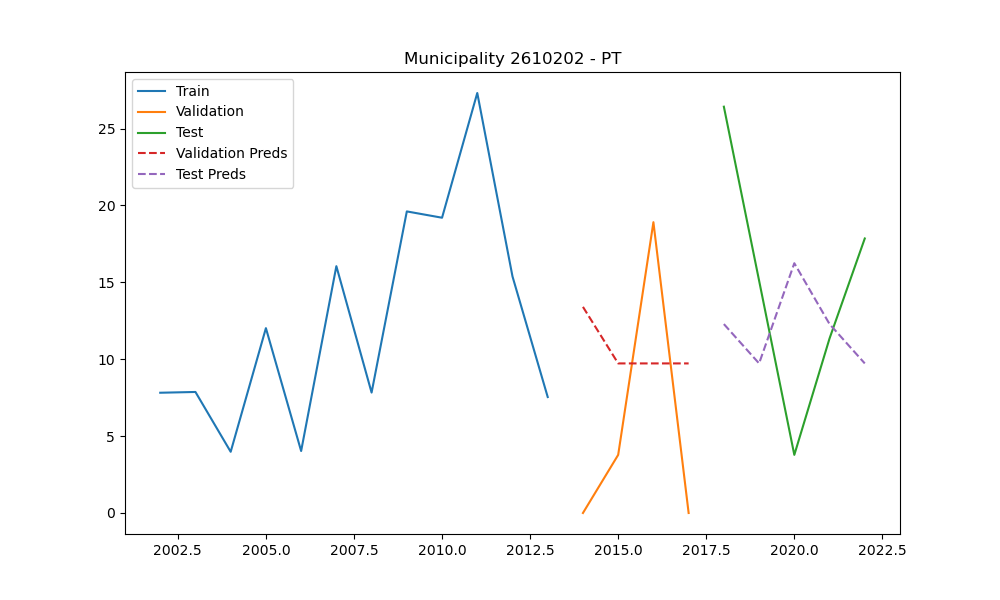 Municipality 2610202 - PT
Train
Validation
Test
Validation Preds
Test Preds
25
20
15
10
5
0
2002.5 2005.0 2007.5 2010.0 2012.5 2015.0 2017.5 2020.0 2022.5